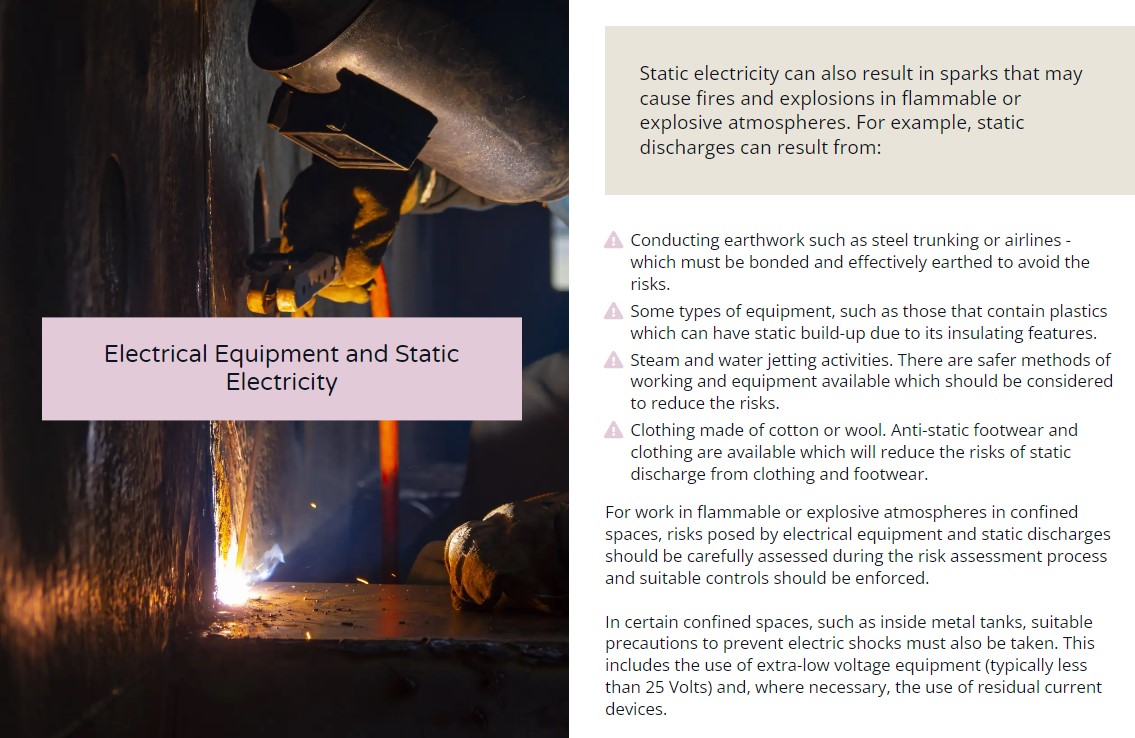 Electrical Equipment and Static
Electricity
Static electricity can also result in sparks that may
cause fires and explosions in flammable or
explosive atmospheres. For example, static
discharges can result from:
Conducting earthwork such as steel trunking or airlines -
which must be bonded and effectively earthed to avoid the
risks.
Some types of equipment, such as those that contain plastics
which can have static build-up due to its insulating features.
Steam and water jetting activities. There are safer methods of
working and equipment available which should be considered
to reduce the risks.
Clothing made of cotton or wool. Anti-static footwear and
clothing are available which will reduce the risks of static
discharge from clothing and footwear.
For work in flammable or explosive atmospheres in confined
spaces, risks posed by electrical equipment and static discharges
should be carefully assessed during the risk assessment process
and suitable controls should be enforced.
In certain confined spaces, such as inside metal tanks, suitable
precautions to prevent electric shocks must also be taken. This
includes the use of extra-low voltage equipment (typically less
than 25 Volts) and, where necessary, the use of residual current
devices.